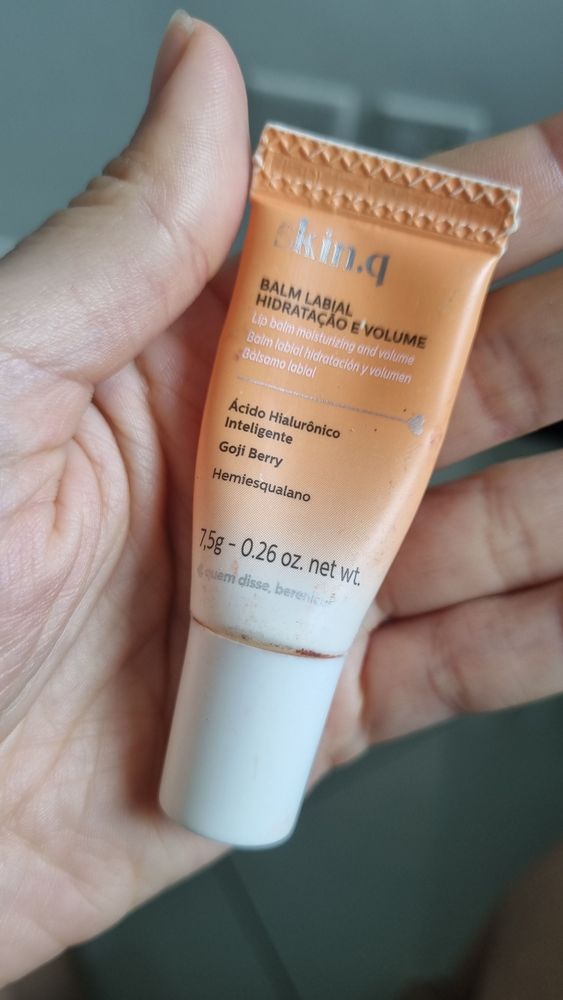 skin.q
BALM LABIAL
HIDRATAÇÃO E VOLUME
Lip balm moisturizing and volume
Balm labial hidratación y volumen
Bálsamo labial
Ácido Hialurônico
Inteligente
Goji Berry
Hemiesqualano
7,5g - 0.26 oz. net wt.
quem disse, berenice